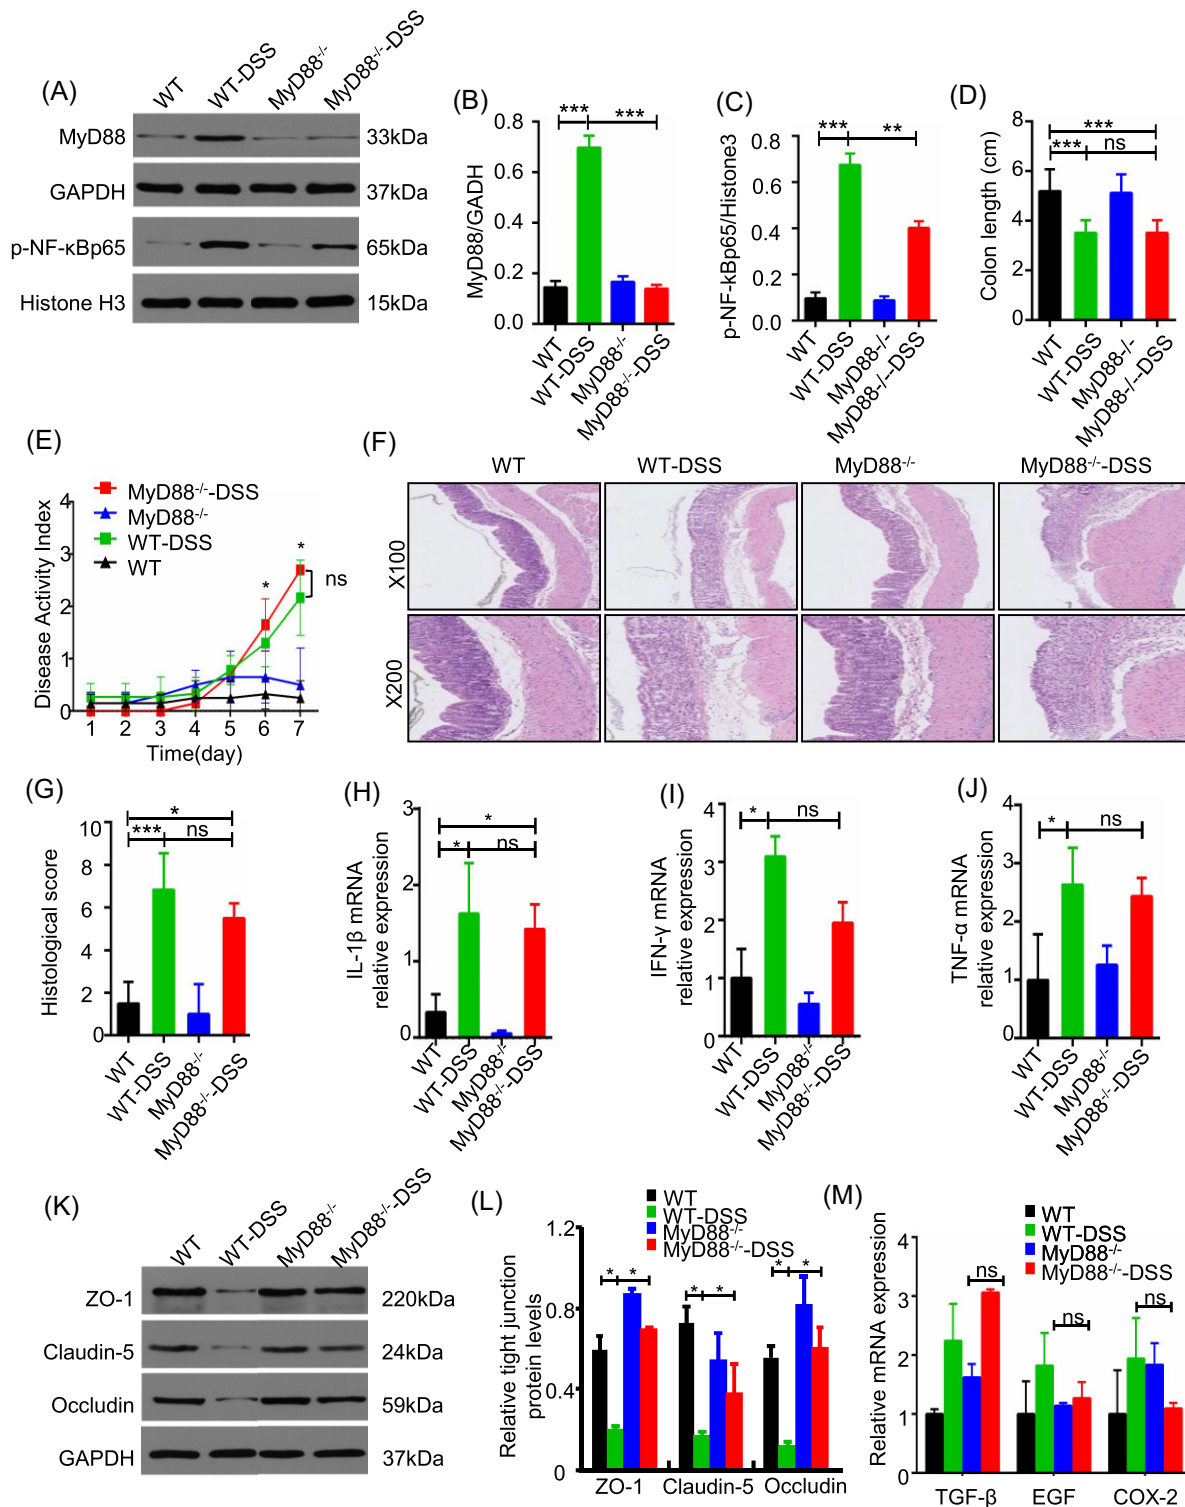 (A)
WT
WT-DSS
MyD88-/-
MyD88-/--DSS
MyD88
33kDa
GAPDH
37kDa
p-NF-κBp65
65kDa
Histone H3
15kDa
(B)
***
***
MyD88/GADH
0.8
0.6
0.4
0.2
0.0
WT
WT-DSS
MyD88-/-
MyD88-/--DSS
(C)
***
**
p-NF-kBp65/Histone3
0.8
0.6
0.4
0.2
0.0
WT
WT-DSS
MyD88-/-
MyD88-/--DSS
(D)
***
***
ns
Colon length (cm)
8
6
4
2
0
WT
WT-DSS
MyD88-/-
MyD88-/--DSS
(E)
MyD88-/--DSS
MyD88-/-
WT-DSS
WT
Disease Activity Index
4
3
2
1
0
*
*
ns
1 2 3 4 5 6 7
Time(day)
(F)
WT
WT-DSS
MyD88-/-
MyD88-/--DSS
X100
X200
(G)
*
***
ns
Histological score
10
8
6
4
2
0
WT
WT-DSS
MyD88-/-
MyD88-/--DSS
(H)
*
*
ns
IL-1β mRNA
relative expression
3
2
1
0
WT
WT-DSS
MyD88-/-
MyD88-/--DSS
(I)
*
ns
IFN-γ mRNA
relative expression
4
3
2
1
0
WT
WT-DSS
MyD88-/-
MyD88-/--DSS
(J)
*
ns
TNF-α mRNA
relative expression
4
3
2
1
0
WT
WT-DSS
MyD88-/-
MyD88-/--DSS
(K)
WT
WT-DSS
MyD88-/-
MyD88-/--DSS
ZO-1
220kDa
Claudin-5
24kDa
Occludin
59kDa
GAPDH
37kDa
(L)
WT
WT-DSS
MyD88-/-
MyD88-/--DSS
Relative tight junction
protein levels
1.2
0.8
0.4
0
* *
* *
* *
ZO-1 Claudin-5 Occludin
(M)
WT
WT-DSS
MyD88-/-
MyD88-/--DSS
Relative mRNA expression
4
3
2
1
0
ns
ns
ns
TGF-β EGF COX-2